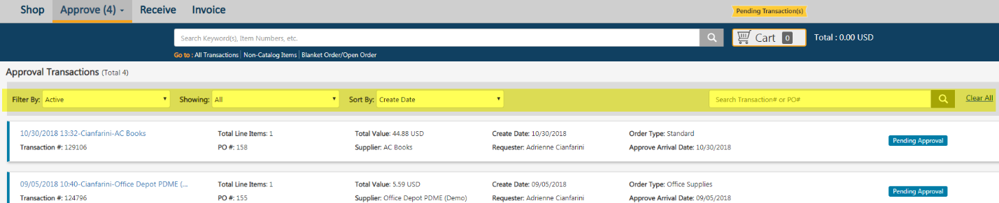 Shop Approve (4) Receive Invoice Pending Transaction(s)
Search Keyword(s), Item Numbers, etc. Cart 0 Total : 0.00 USD
Go to : All Transactions Non-Catalog Items Blanket Order/Open Order
Approval Transactions (Total 4)
Filter By: Active Showing: All Sort By: Create Date Search Transaction# or PO# Clear All
10/30/2018 13:32-Cianfarini-AC Books Total Line Items: 1 Total Value: 44.88 USD Create Date: 10/30/2018 Order Type: Standard Pending Approval
Transaction #: 129106 PO #: 158 Supplier: AC Books Requester: Adrienne Cianfarini Approve Arrival Date: 10/30/2018
09/05/2018 10:40-Cianfarini-Office Depot PDME (... Total Line Items: 1 Total Value: 5.59 USD Create Date: 09/05/2018 Order Type: Office Supplies Pending Approval
Transaction #: 124796 PO #: 155 Supplier: Office Depot PDME (Demo) Requester: Adrienne Cianfarini Approve Arrival Date: 09/05/2018